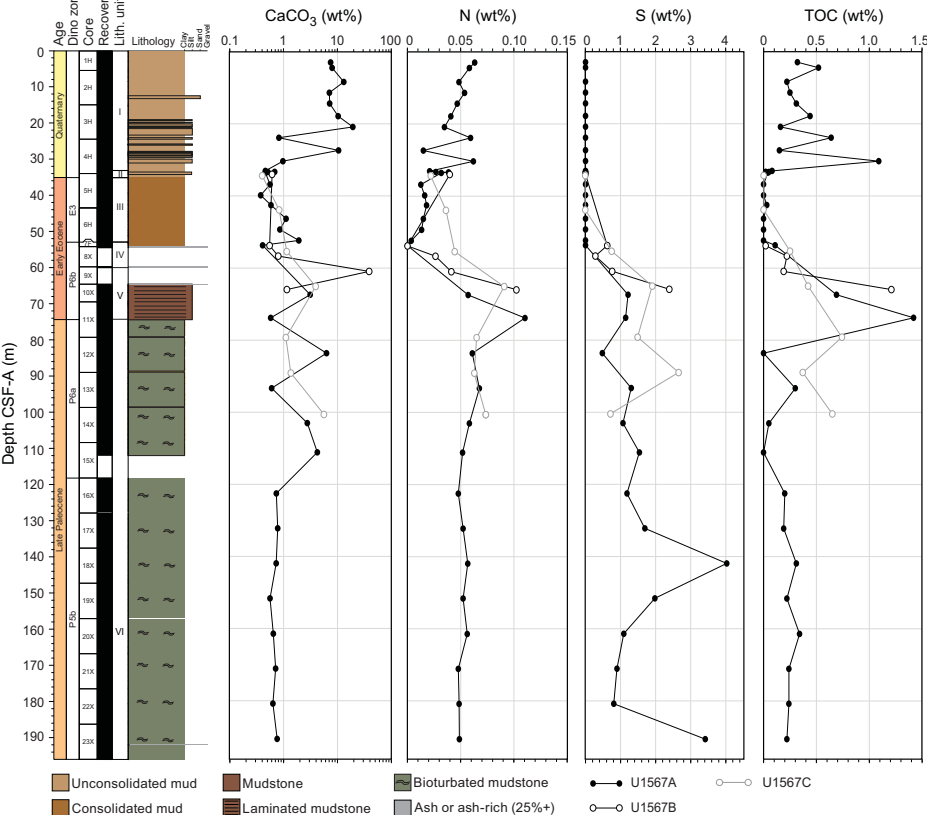 CaCO3 (wt%) N (wt%) S (wt%) TOC (wt%)
Age Dino zon Core Recover Lith. uni Lithology Clay Silt Sand Gravel
0.1 1 10 100 0 0.05 0.10 0.15 0 1 2 3 4 0 0.5 1.0 1.5
Depth CSF-A (m)
0
10
20
30
40
50
60
70
80
90
100
110
120
130
140
150
160
170
180
190
Quaternary
Early Eocene
Late Paleocene
E3
P6b
P6a
P5b
1H
2H
3H
4H
5H
6H
8X
9X
10X
11X
12X
13X
14X
15X
16X
17X
18X
19X
20X
21X
22X
23X
I
II
III
IV
V
VI
Unconsolidated mud Mudstone Bioturbated mudstone U1567A U1567C
Consolidated mud Laminated mudstone Ash or ash-rich (25%+) U1567B